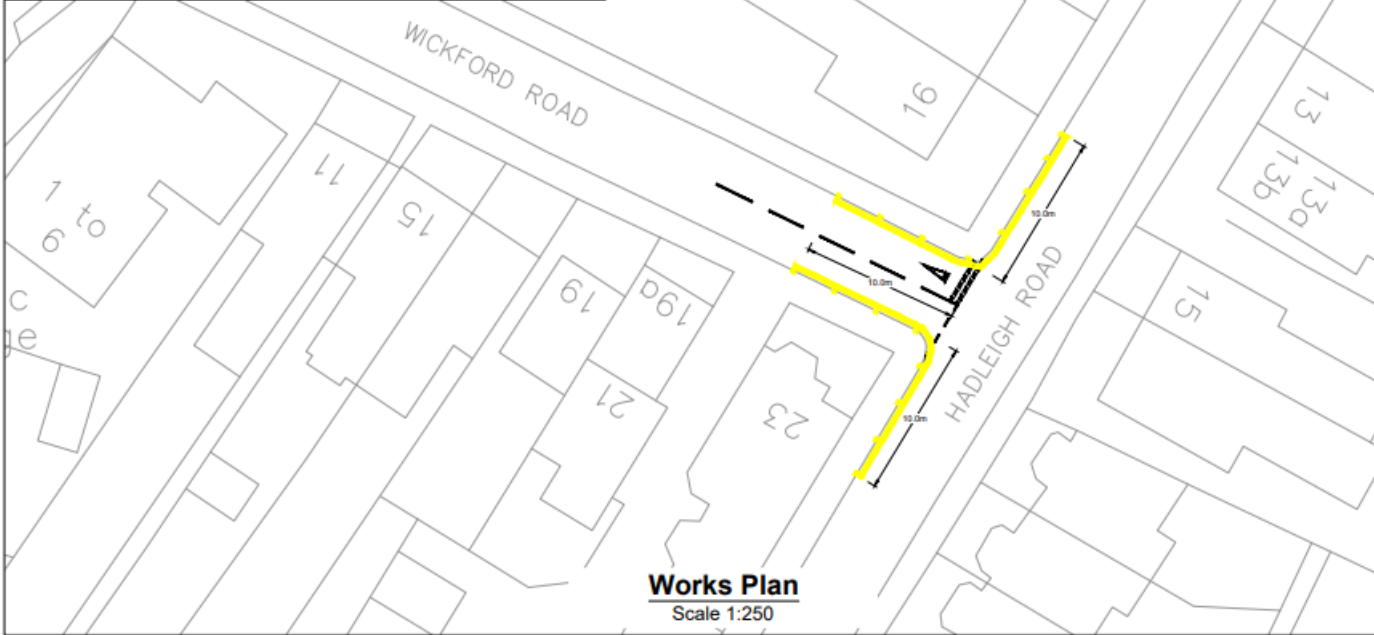 WICKFORD ROAD
16
13
13b
13a
11
1 to
6
15
10.0m
HADLEIGH ROAD
C
ge
19
19a
10.0m
15
21
23
10.0m
Works Plan
Scale 1:250